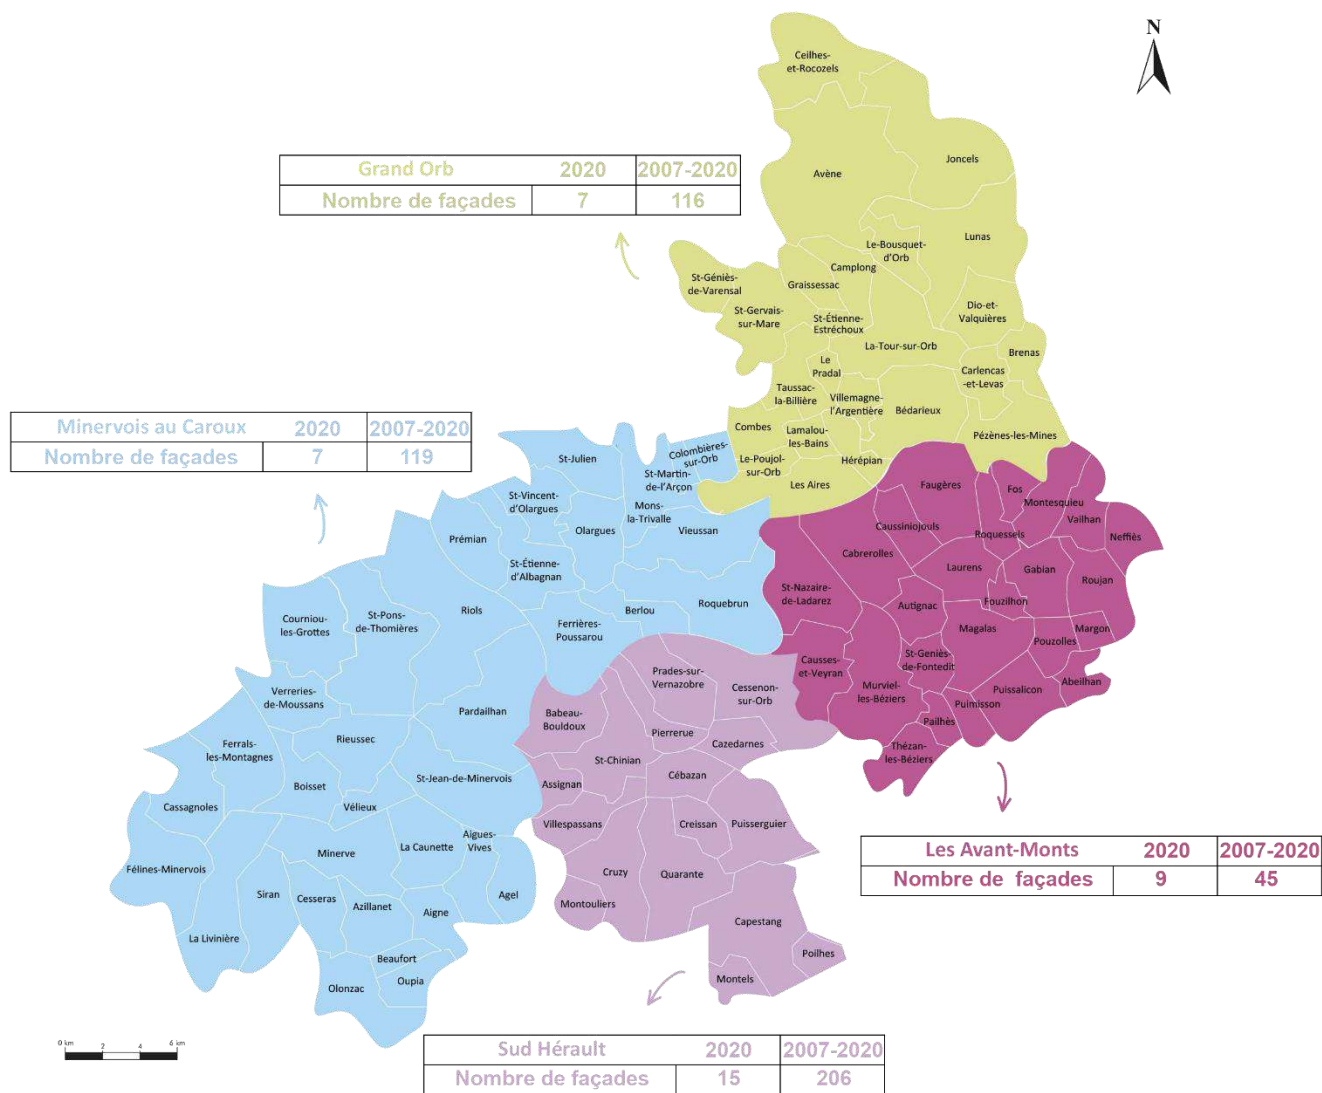 N
Ceilhes-
et-Rocozels
Joncels
Avène
Grand Orb 2020 2007-2020
Nombre de façades 7 116
Lunas
Le-Bousquet-
d'Orb
Camplong
St-Géniès-
de-Varensal
Graissessac
Dio-et-
Valquières
St-Gervais-
sur-Mare
St-Étienne-
Estréchoux
La-Tour-sur-Orb
Brenas
Le
Pradal
Carlencas
-et-Levas
Taussac-
la-Billière
Villemagne-
l'Argentière
Bédarieux
Combes
Lamalou-
les-Bains
Pézènes-les-Mines
Le-Poujol-
sur-Orb
Hérépian
Les Aires
Minervois au Caroux 2020 2007-2020
Nombre de façades 7 119
St-Julien
Colombières-
sur-Orb
St-Martin-
de-l'Arçon
St-Vincent-
d'Olargues
Mons-
la-Trivalle
Olargues
Vieussan
Prémian
St-Étienne-
d'Albagnan
Roquebrun
Berlou
Riols
Ferrières-
Poussarou
Courniou-
les-Grottes
St-Pons-
de-Thomières
Verreries-
de-Moussans
Pardailhan
Rieussec
Ferrals-
les-Montagnes
St-Jean-de-Minervois
Boisset
Cassagnoles
Vélieux
Aigues-
Vives
La Caunette
Minerve
Félines-Minervois
Siran
Cesseras
Azillanet
Agel
Aigne
La Livinière
Beaufort
Oupia
Olonzac
Faugères
Fos
Montesquieu
Vailhan
Neffiès
Caussiniojouls
Roquessels
Cabrerolles
Laurens
Gabian
Roujan
St-Nazaire-
de-Ladarez
Autignac
Fouzilhon
Magalas
Margon
Pouzolles
Causses-
et-Veyran
St-Geniès-
de-Fontedit
Abeilhan
Murviel-
les-Béziers
Puissalicon
Puimisson
Pailhès
Thézan-
les-Béziers
Les Avant-Monts 2020 2007-2020
Nombre de façades 9 45
Prades-sur-
Vernazobre
Cessenon-
sur-Orb
Babeau-
Bouldoux
Pierrerue
Cazedarnes
St-Chinian
Cébazan
Assignan
Villespassans
Creissan
Puisserguier
Cruzy
Quarante
Montouliers
Capestang
Poilhes
Montels
Sud Hérault 2020 2007-2020
Nombre de façades 15 206
0 km 2 4 6 km